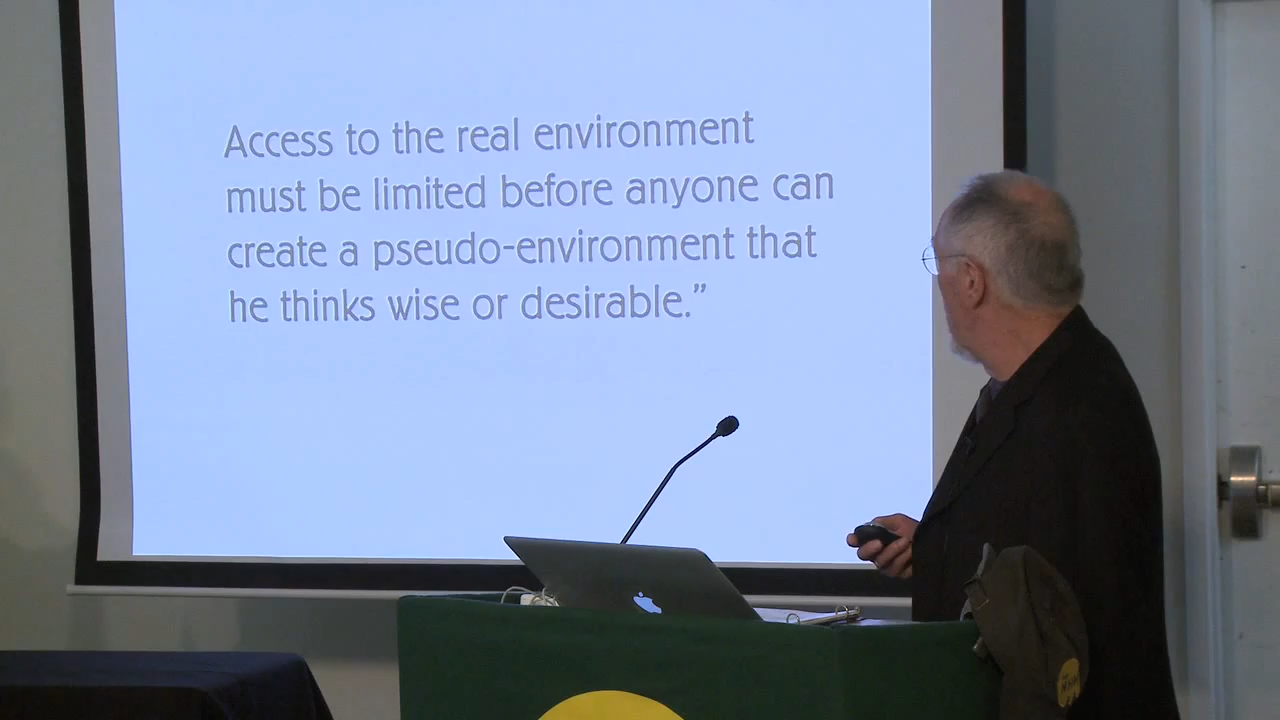 Access to the real environment
must be limited before anyone can
create a pseudo-environment that
he thinks wise or desirable.”